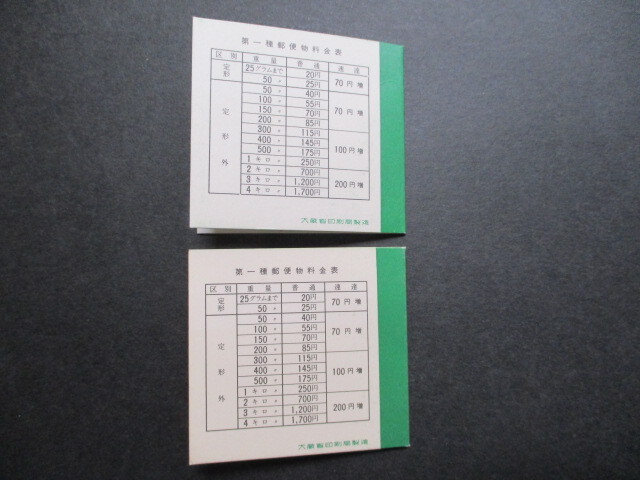 第一種郵便物料金表
区別 重量 普通 速達
定形 25グラムまで 20円 70円増
50 〃 25円
定形外 50 〃 40円 70円増
100 〃 55円
150 〃 70円
200 〃 85円
300 〃 115円 100円増
400 〃 145円
500 〃 175円
1キロ 〃 250円
2キロ 〃 700円 200円増
3キロ 〃 1,200円
4キロ 〃 1,700円
大蔵省印刷局製造
第一種郵便物料金表
区別 重量 普通 速達
定形 25グラムまで 20円 70円増
50 〃 25円
定形外 50 〃 40円 70円増
100 〃 55円
150 〃 70円
200 〃 85円
300 〃 115円 100円増
400 〃 145円
500 〃 175円
1キロ 〃 250円
2キロ 〃 700円 200円増
3キロ 〃 1,200円
4キロ 〃 1,700円
大蔵省印刷局製造